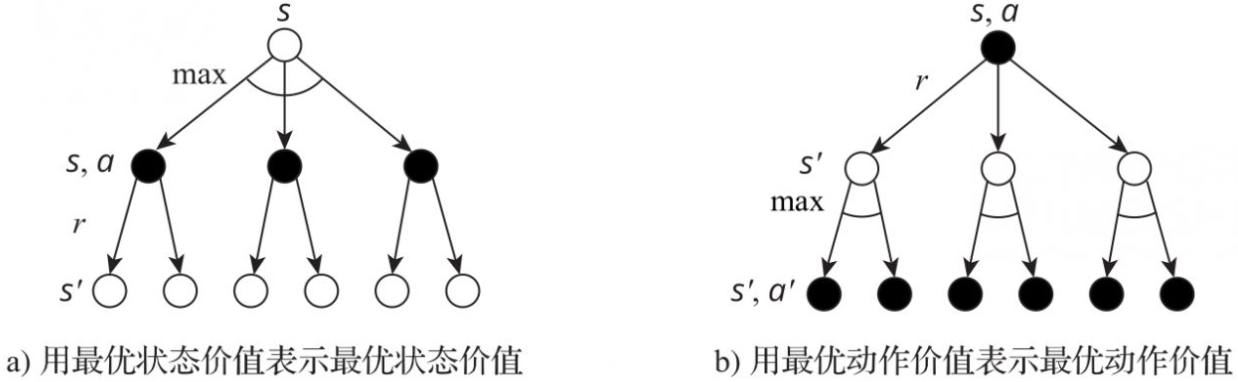 s
max
s, a
r
s′
a) 用最优状态价值表示最优状态价值
s, a
r
s′
max
s′, a′
b) 用最优动作价值表示最优动作价值